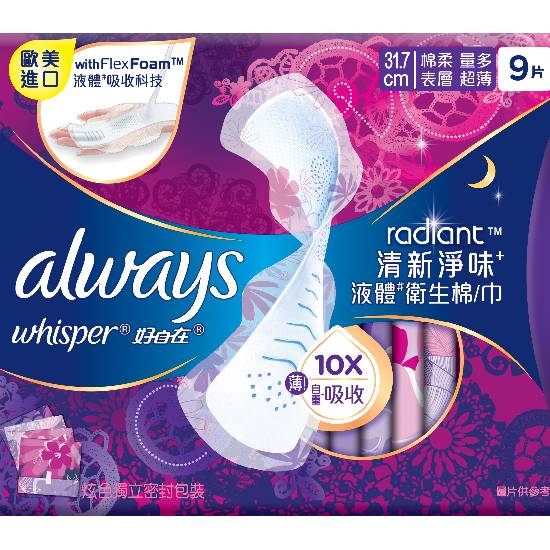 歐美
進口
withFlexFoam™
液體#吸收科技
31.7
cm
棉柔 量多
表層 超薄
9片
always
whisper® 好自在®
radiant™
清新淨味+
液體#衛生棉/巾
薄!
10X
自重 吸收
炫色獨立密封包裝
圖片供參考